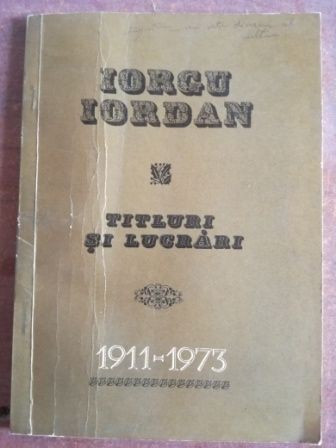 IORGU
IORDAN
TITLURI
ȘI LUCRĂRI
1911-1973